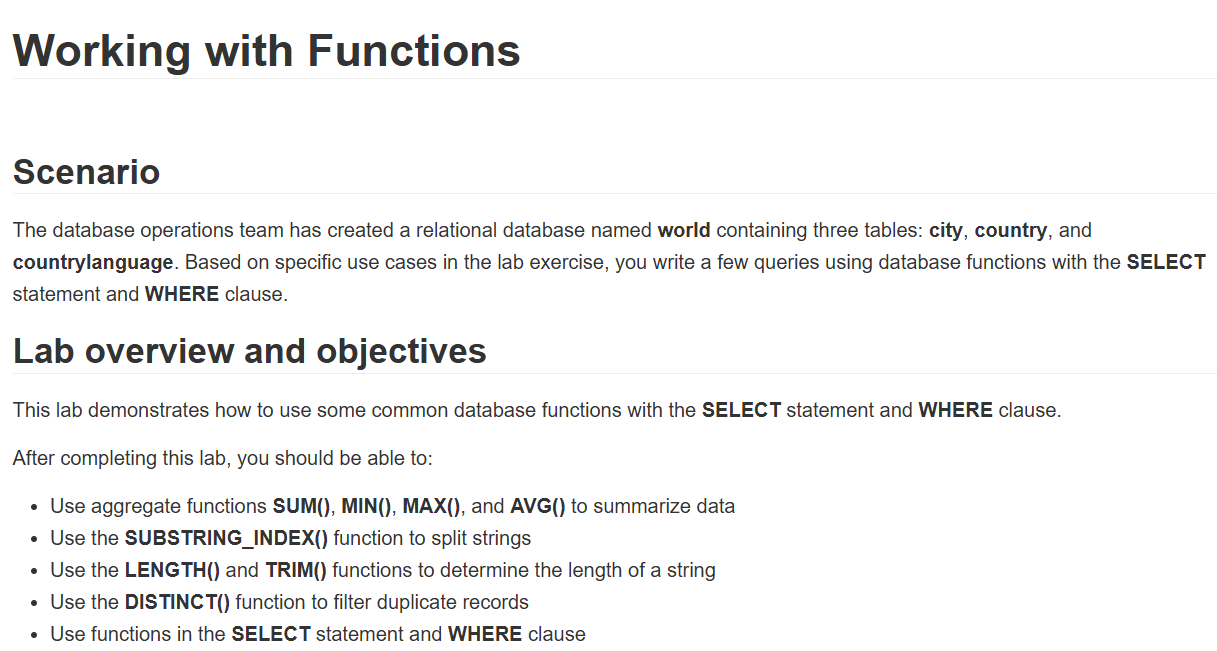 Working with Functions
Scenario
The database operations team has created a relational database named world containing three tables: city, country, and
countrylanguage. Based on specific use cases in the lab exercise, you write a few queries using database functions with the SELECT
statement and WHERE clause.
Lab overview and objectives
This lab demonstrates how to use some common database functions with the SELECT statement and WHERE clause.
After completing this lab, you should be able to:
• Use aggregate functions SUM(), MIN(), MAX(), and AVG() to summarize data
• Use the SUBSTRING_INDEX() function to split strings
• Use the LENGTH() and TRIM() functions to determine the length of a string
• Use the DISTINCT() function to filter duplicate records
• Use functions in the SELECT statement and WHERE clause